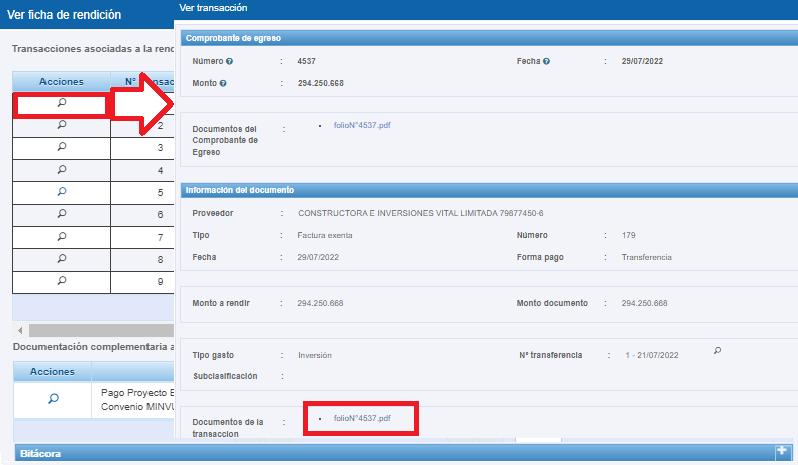 Ver ficha de rendición
Transacciones asociadas a la rend
Acciones N° Transac
2
3
4
5
6
7
8
9
Documentación complementaria a
Acciones
Pago Proyecto E
Convenio MINVU
Ver transacción
Comprobante de egreso
Número : 4537 Fecha : 29/07/2022
Monto : 294.250.668
Documentos del : folioN°4537.pdf
Comprobante de
Egreso
Información del documento
Proveedor : CONSTRUCTORA E INVERSIONES VITAL LIMITADA 79877450-6
Tipo : Factura exenta Número : 179
Fecha : 29/07/2022 Forma pago : Transferencia
Monto a rendir : 294.250.668 Monto documento : 294.250.668
Tipo gasto : Inversión N° transferencia : 1 - 21/07/2022
Subclasificación :
Documentos de la : folioN°4537.pdf
transaccion
Bitácora